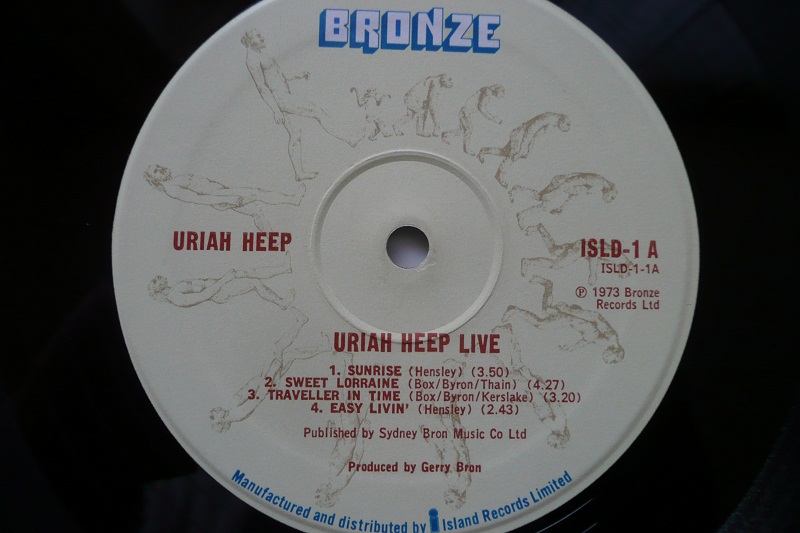 BRONZE
URIAH HEEP
ISLD-1 A
ISLD-1-1A
℗ 1973 Bronze
Records Ltd
URIAH HEEP LIVE
1. SUNRISE (Hensley) (3.50)
2. SWEET LORRAINE (Box/Byron/Thain) (4.27)
3. TRAVELLER IN TIME (Box/Byron/Kerslake) (3.20)
4. EASY LIVIN' (Hensley) (2.43)
Published by Sydney Bron Music Co Ltd
Produced by Gerry Bron
Manufactured and distributed by i Island Records Limited